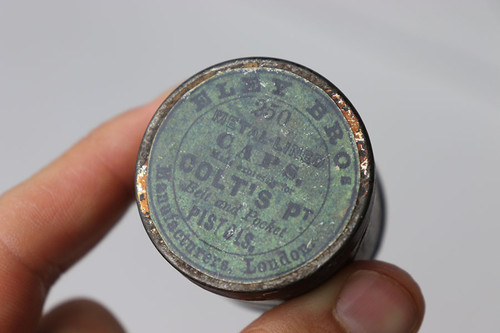 ELEY BROS
250
METAL-LINED
CAPS,
COLT'S PT
Belt and Pocket
PISTOLS,
Manufacturers, London.